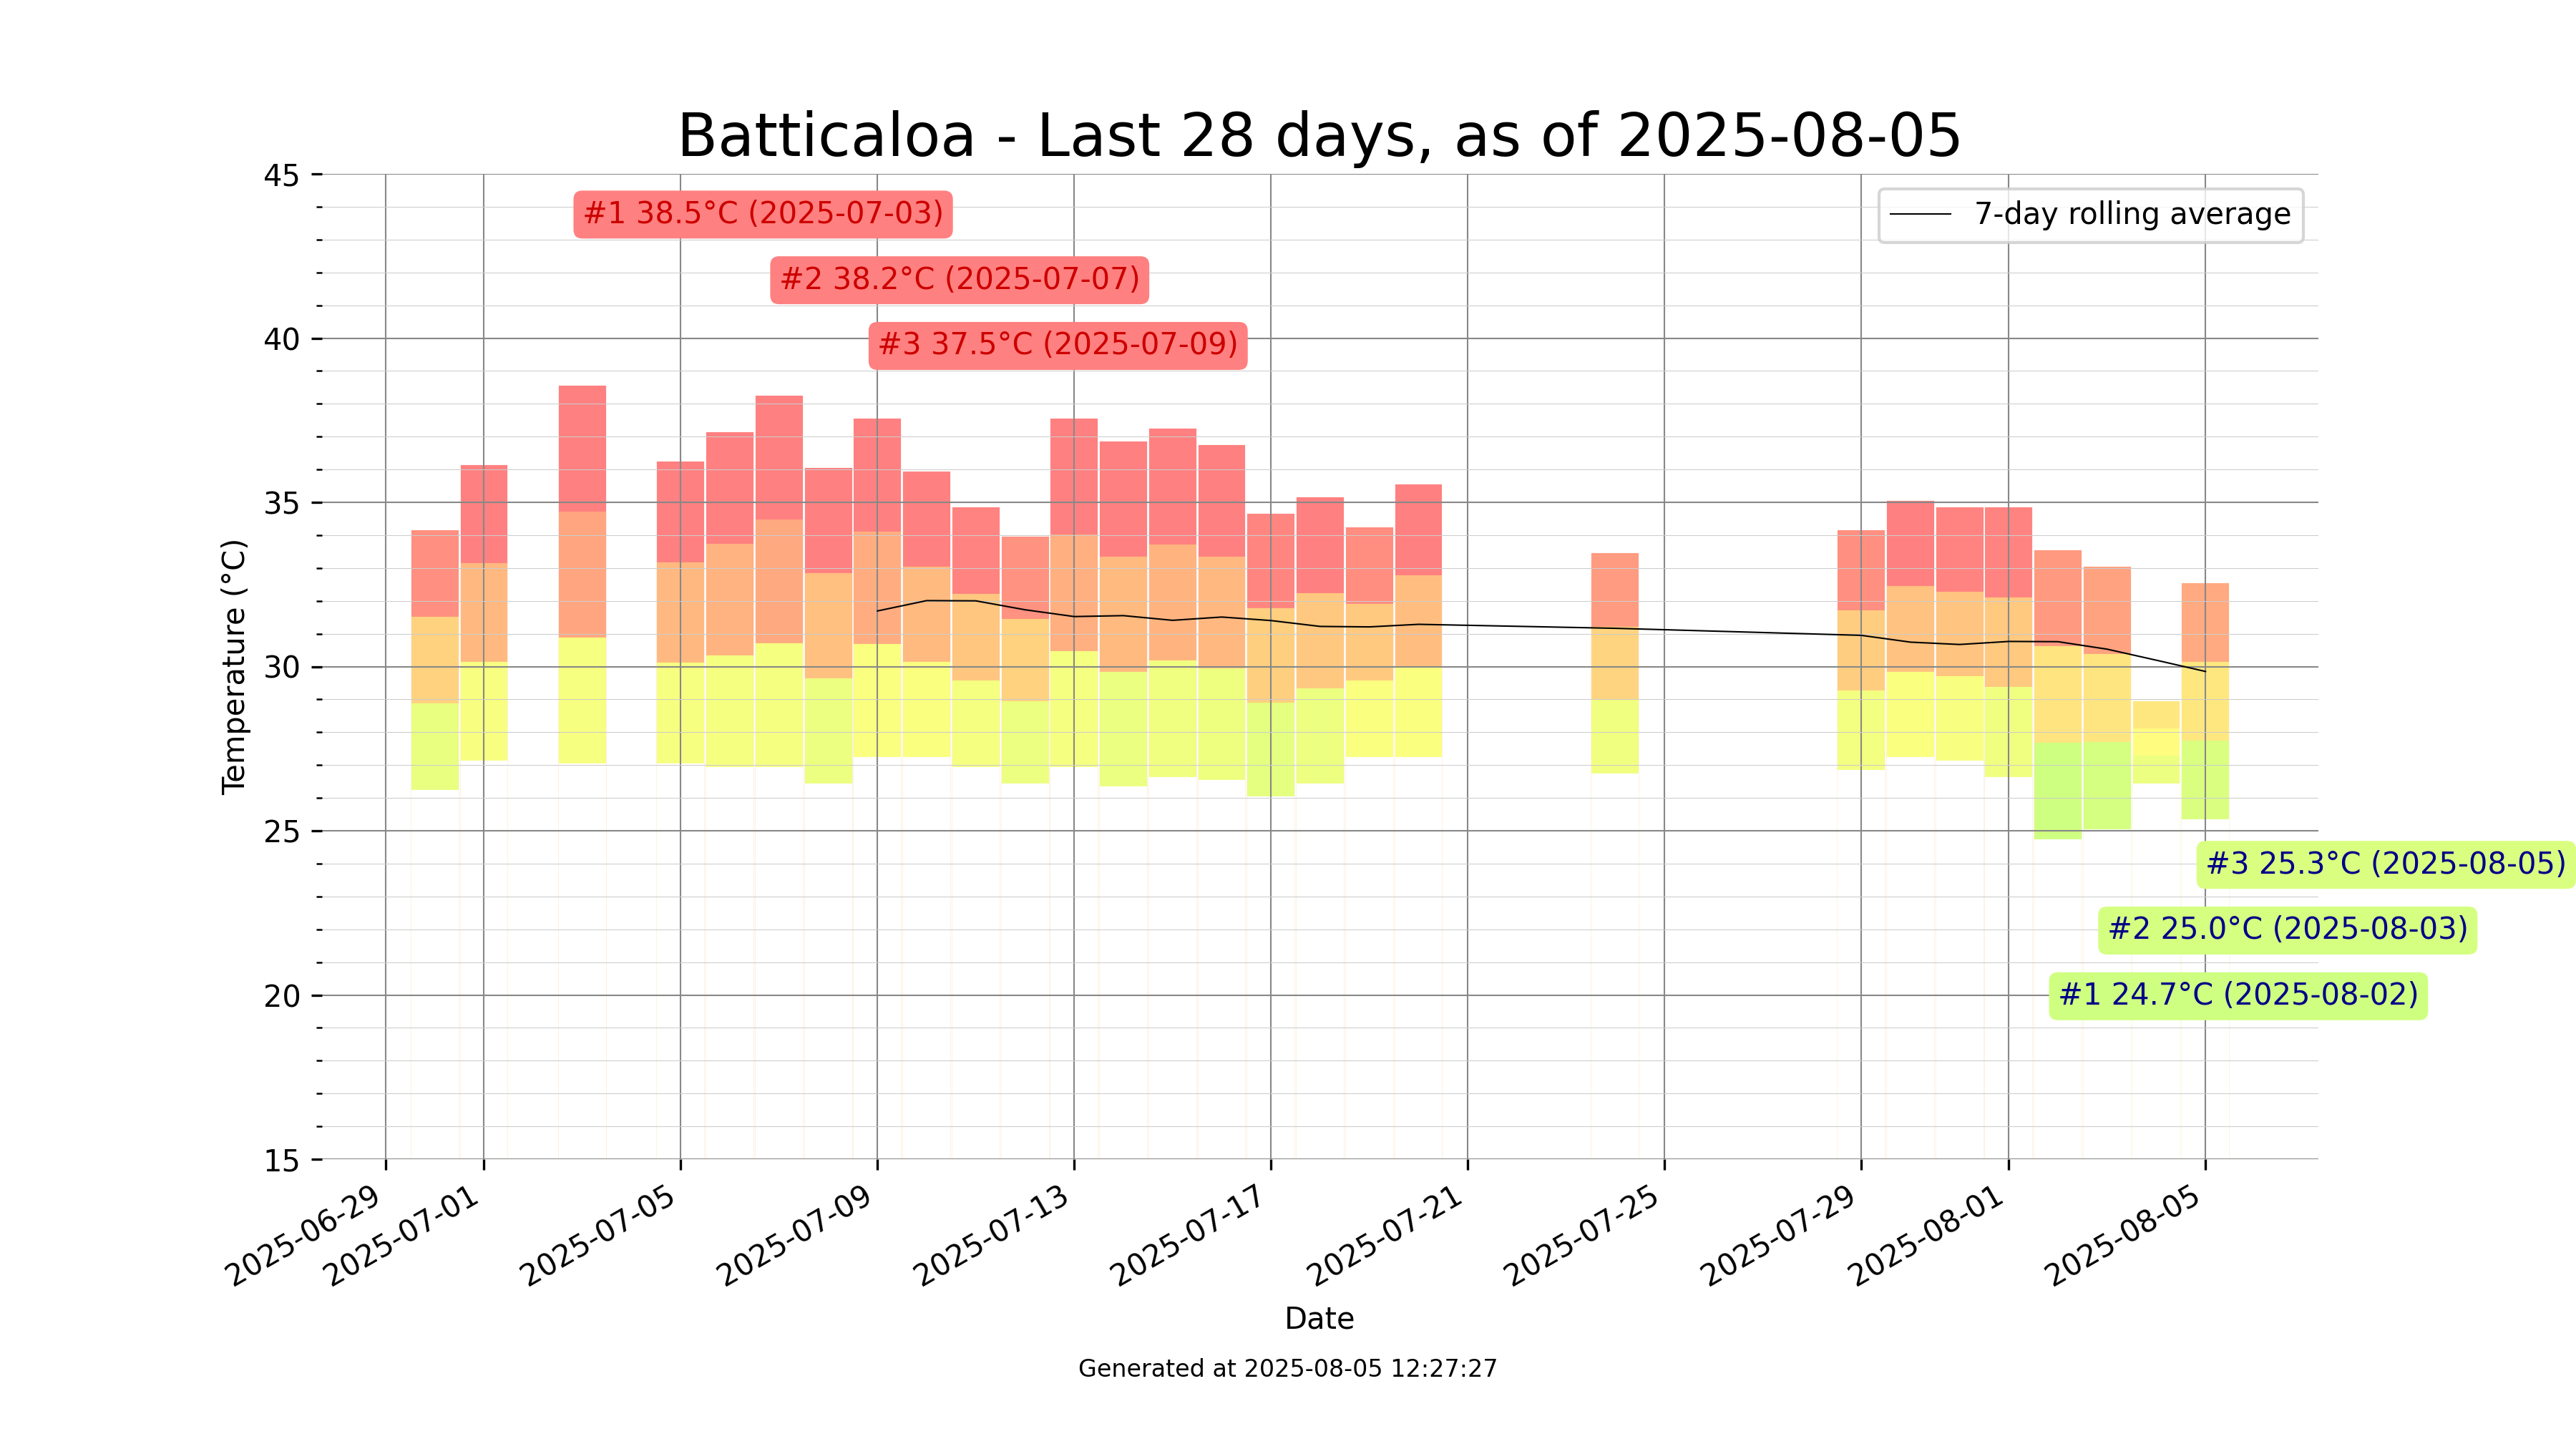 Batticaloa - Last 28 days, as of 2025-08-05
45
40
35
30
25
20
15
Temperature (°C)
#1 38.5°C (2025-07-03)
#2 38.2°C (2025-07-07)
#3 37.5°C (2025-07-09)
7-day rolling average
#3 25.3°C (2025-08-05)
#2 25.0°C (2025-08-03)
#1 24.7°C (2025-08-02)
2025-06-29
2025-07-01
2025-07-05
2025-07-09
2025-07-13
2025-07-17
2025-07-21
2025-07-25
2025-07-29
2025-08-01
2025-08-05
Date
Generated at 2025-08-05 12:27:27